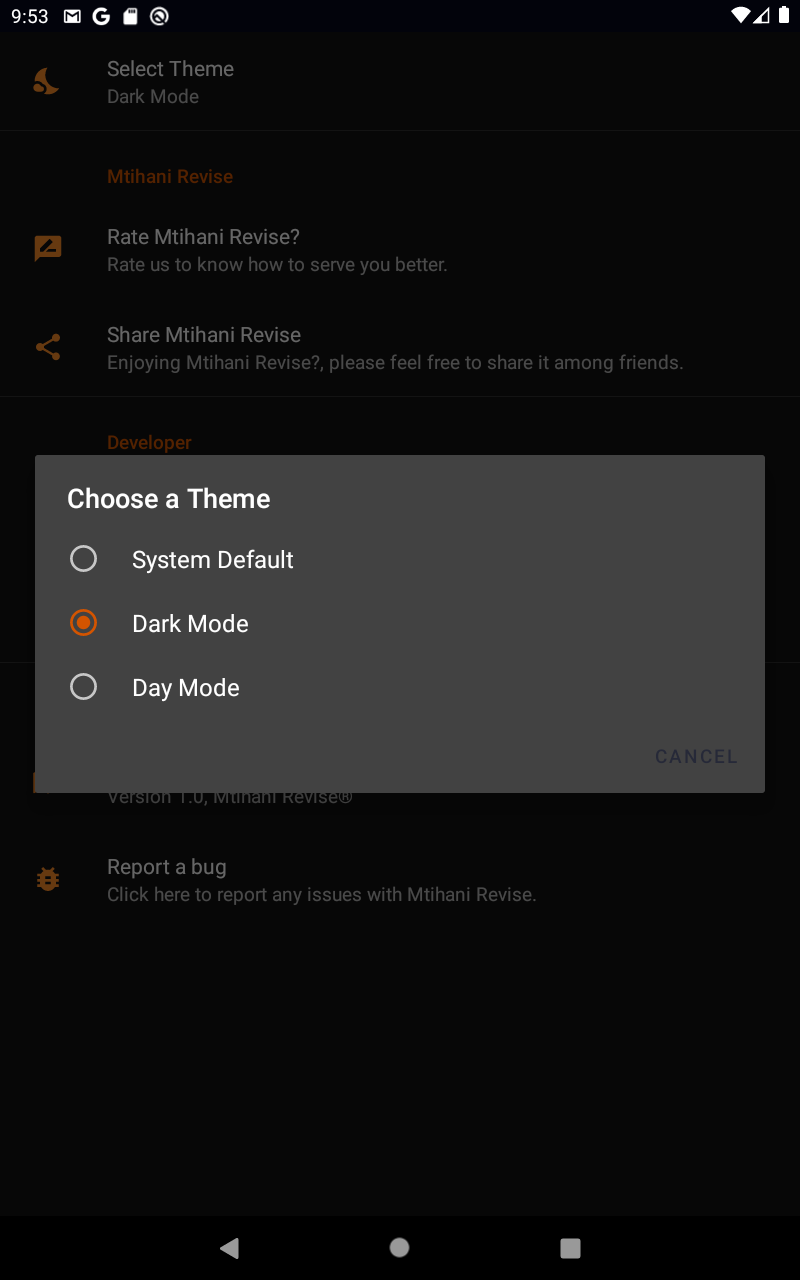 9:53
Select Theme
Dark Mode
Mtihani Revise
Rate Mtihani Revise?
Rate us to know how to serve you better.
Share Mtihani Revise
Enjoying Mtihani Revise?, please feel free to share it among friends.
Developer
Choose a Theme
System Default
Dark Mode
Day Mode
CANCEL
Version 1.0, Mtihani Revise®
Report a bug
Click here to report any issues with Mtihani Revise.